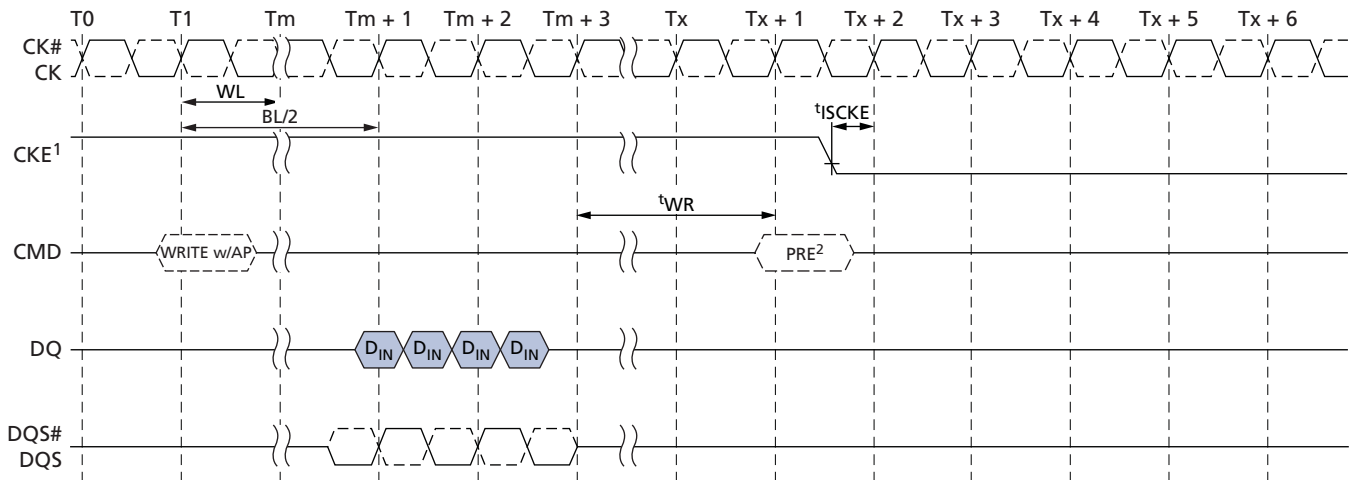 T0 T1 Tm Tm + 1 Tm + 2 Tm + 3 Tx Tx + 1 Tx + 2 Tx + 3 Tx + 4 Tx + 5 Tx + 6
CK#
CK
WL
tISCKE
BL/2
CKE1
tWR
CMD WRITE w/AP PRE2
DQ DIN DIN DIN DIN
DQS#
DQS